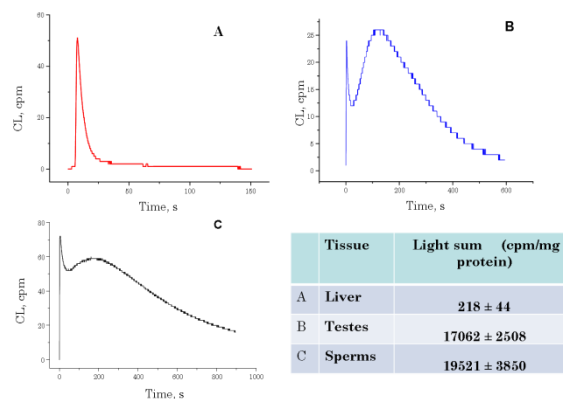 A
CL, cpm
60
40
20
0
0
50
100
150
Time, s
B
CL, cpm
25
20
15
10
5
0
0
200
400
600
Time, s
C
CL, cpm
80
60
40
20
0
0
200
400
600
800
1000
Time, s
Tissue Light sum (cpm/mg
protein)
A Liver 218 ± 44
B Testes 17062 ± 2508
C Sperms 19521 ± 3850